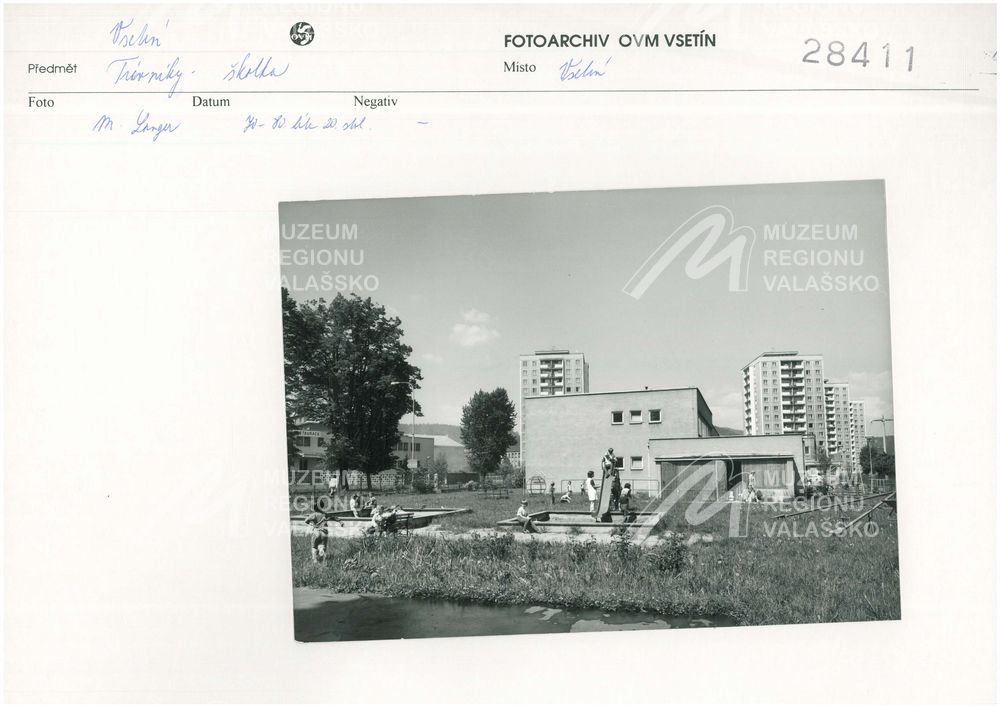 Vsetín
OVM
FOTOARCHIV OVM VSETÍN
28411
Předmět Trávníky - školka
Místo Vsetín
Foto Datum Negativ
M. Langer 70-80. léta 20. stol. -
MUZEUM
REGIONU
VALAŠSKO
MUZEUM
REGIONU
VALAŠSKO
MUZEUM
REGIONU
VALAŠSKO
MUZEUM
REGIONU
VALAŠSKO